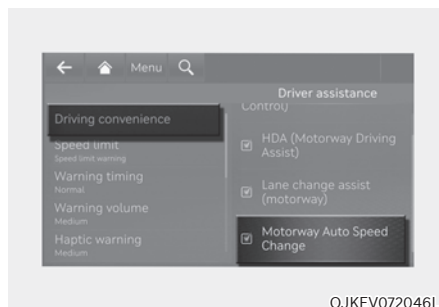 Menu
Driver assistance
Driving convenience
Speed limit
Speed limit warning
Warning timing
Normal
Warning volume
Medium
Haptic warning
Medium
Control)
HDA (Motorway Driving
Assist)
Lane change assist
(motorway)
Motorway Auto Speed
Change